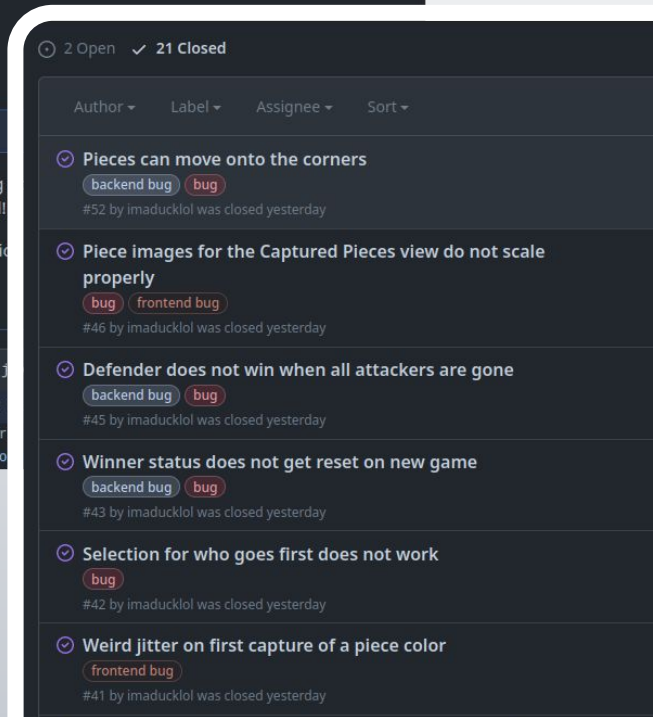 2 Open 21 Closed
Author Label Assignee Sort
Pieces can move onto the corners
backend bug bug
#52 by imaducklol was closed yesterday
Piece images for the Captured Pieces view do not scale
properly
bug frontend bug
#46 by imaducklol was closed yesterday
Defender does not win when all attackers are gone
backend bug bug
#45 by imaducklol was closed yesterday
Winner status does not get reset on new game
backend bug bug
#43 by imaducklol was closed yesterday
Selection for who goes first does not work
bug
#42 by imaducklol was closed yesterday
Weird jitter on first capture of a piece color
frontend bug
#41 by imaducklol was closed yesterday